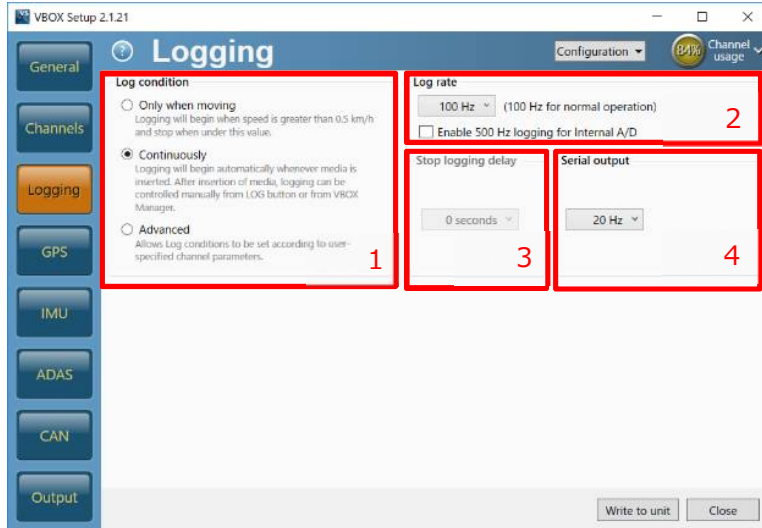 VBOX Setup 2.1.21
Logging
Configuration
84% Channel
usage
General
Channels
Logging
GPS
IMU
ADAS
CAN
Output
Log condition
Only when moving
Logging will begin when speed is greater than 0.5 km/h
and stop when under this value.
Continuously
Logging will begin automatically whenever media is
inserted. After insertion of media, logging can be
controlled manually from LOG button or from VBOX
Manager.
Advanced
Allows Log conditions to be set according to user-
specified channel parameters.
1
Log rate
100 Hz (100 Hz for normal operation)
Enable 500 Hz logging for Internal A/D
2
Stop logging delay
0 seconds
3
Serial output
20 Hz
4
Write to unit
Close